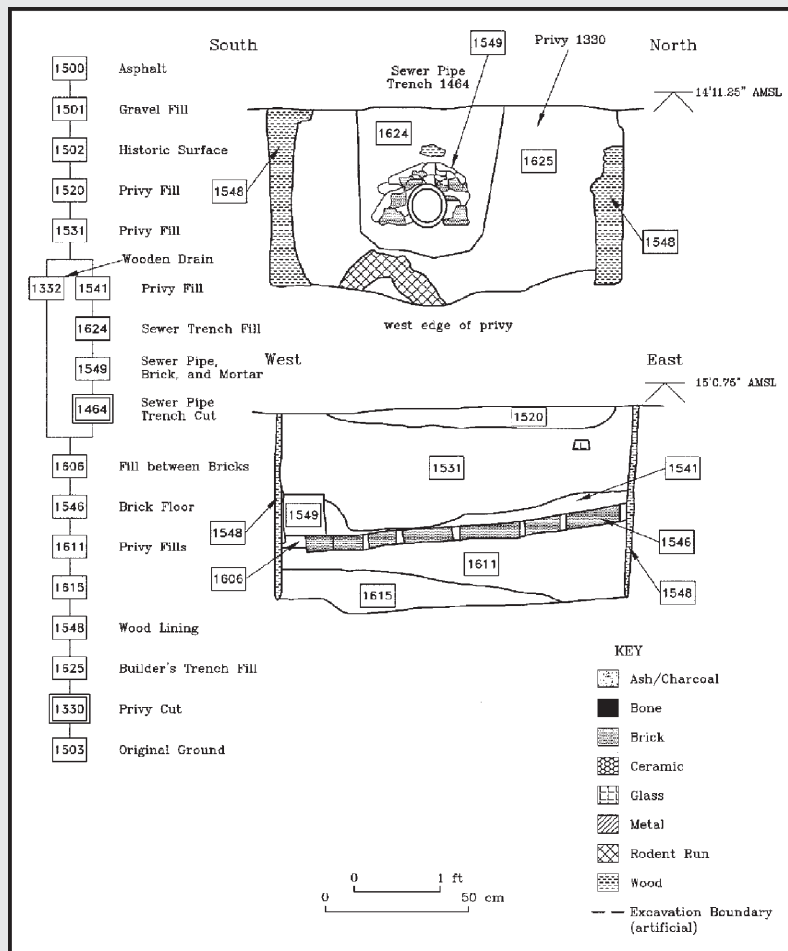 1500 Asphalt
1501 Gravel Fill
1502 Historic Surface
1520 Privy Fill
1531 Privy Fill
Wooden Drain
1332 1541 Privy Fill
1624 Sewer Trench Fill
1549 Sewer Pipe,
Brick, and Mortar
1464 Sewer Pipe
Trench Cut
1606 Fill between Bricks
1546 Brick Floor
1611 Privy Fills
1615
1548 Wood Lining
1625 Builder's Trench Fill
1330 Privy Cut
1503 Original Ground
South
1549
Privy 1330
North
Sewer Pipe
Trench 1464
14'11.25" AMSL
1624
1625
1548
1548
west edge of privy
West
East
15'0.75" AMSL
1520
1531
1541
1549
1548
1546
1606
1611
1615
1548
KEY
Ash/Charcoal
Bone
Brick
Ceramic
Glass
Metal
Rodent Run
Wood
Excavation Boundary
(artificial)
0 1 ft
0 50 cm